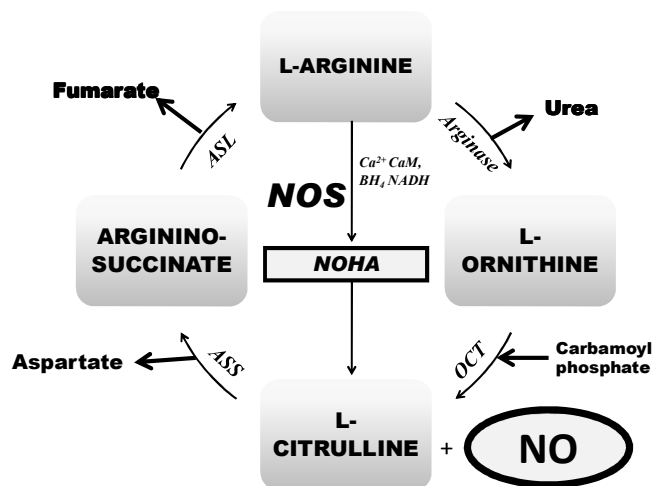 L-ARGININE
Fumarate
Urea
ASL
Arginase
Ca²⁺ CaM,
BH₄ NADH
NOS
ARGININO-
SUCCINATE
NOHA
L-
ORNITHINE
Aspartate
ASS
OCT
Carbamoyl
phosphate
L-
CITRULLINE
+
NO